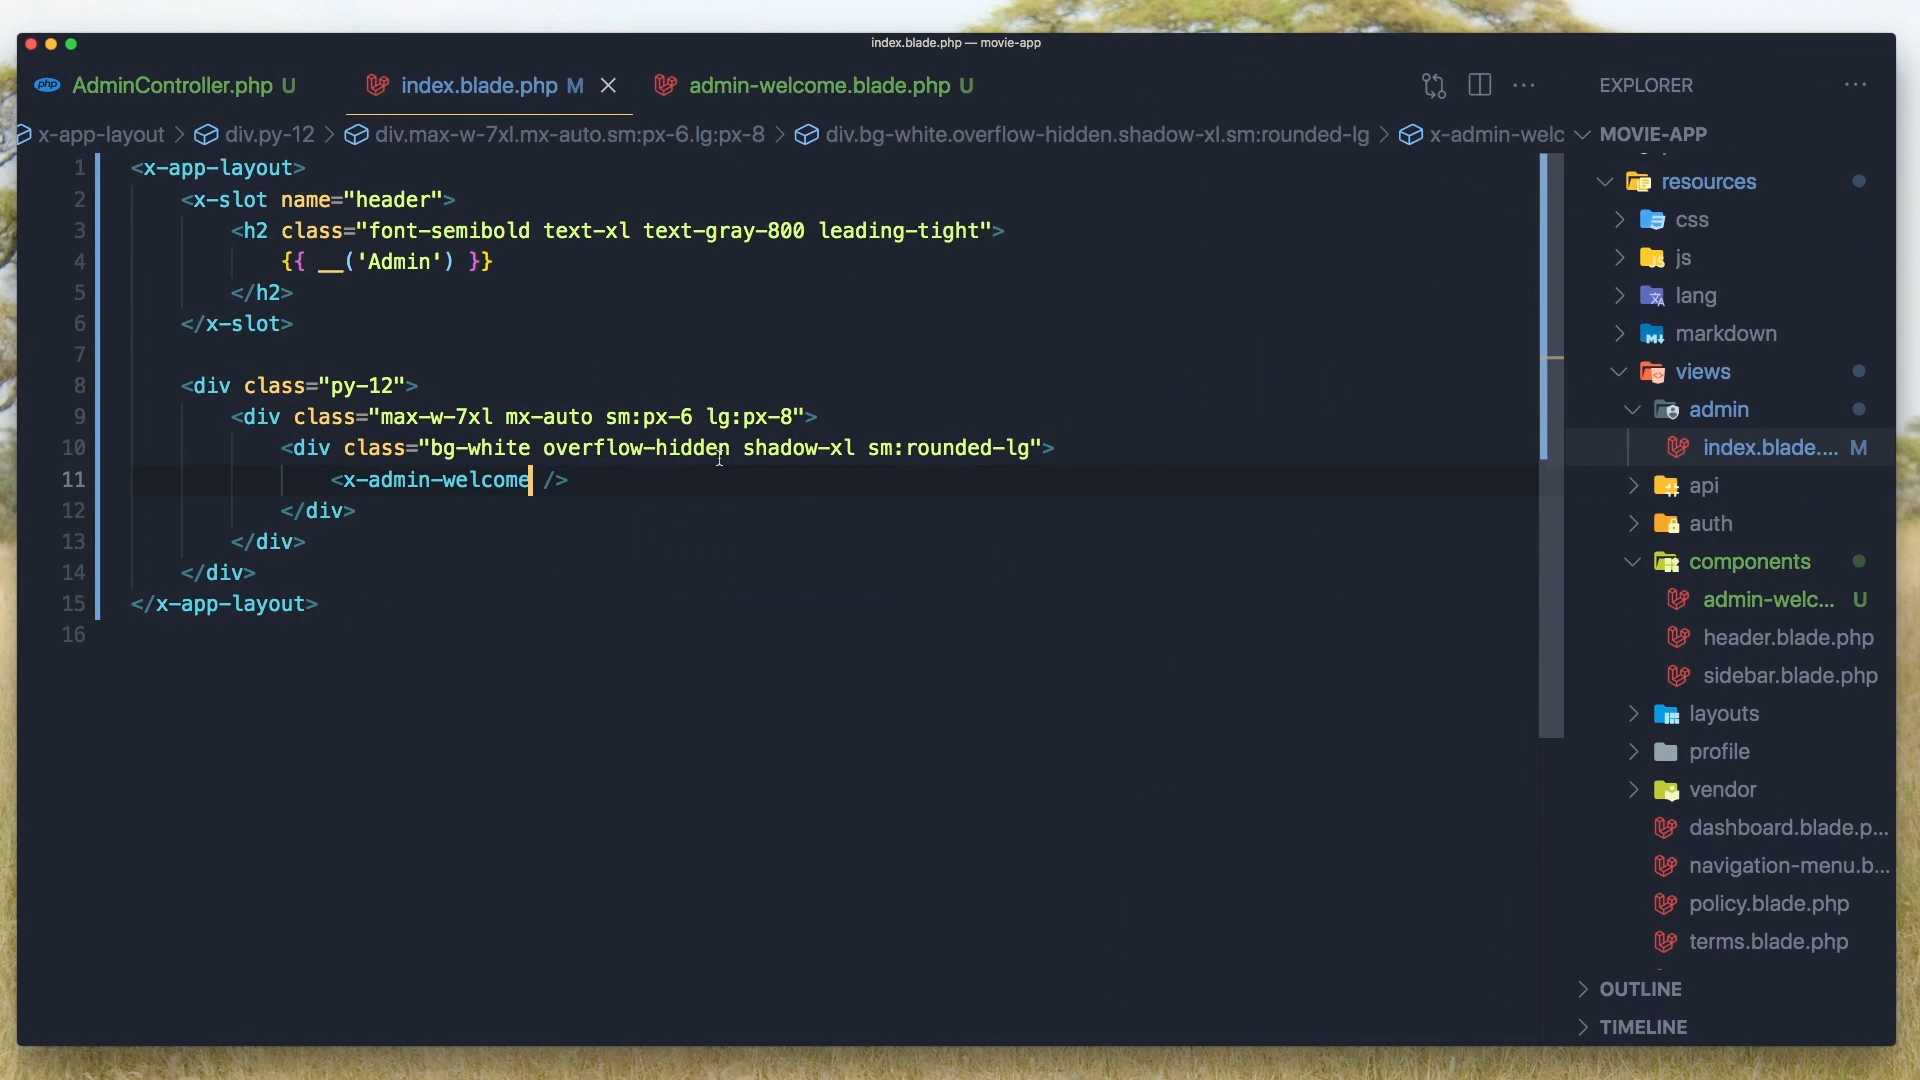 index.blade.php — movie-app
php AdminController.php U
index.blade.php M
admin-welcome.blade.php U
EXPLORER
x-app-layout > div.py-12 > div.max-w-7xl.mx-auto.sm:px-6.lg:px-8 > div.bg-white.overflow-hidden.shadow-xl.sm:rounded-lg > x-admin-welc
MOVIE-APP
1 <x-app-layout>
2 <x-slot name="header">
3 <h2 class="font-semibold text-xl text-gray-800 leading-tight">
4 {{ __('Admin') }}
5 </h2>
6 </x-slot>
7
8 <div class="py-12">
9 <div class="max-w-7xl mx-auto sm:px-6 lg:px-8">
10 <div class="bg-white overflow-hidden shadow-xl sm:rounded-lg">
11 <x-admin-welcome />
12 </div>
13 </div>
14 </div>
15 </x-app-layout>
16
resources
css
js
lang
markdown
views
admin
index.blade.... M
api
auth
components
admin-welc... U
header.blade.php
sidebar.blade.php
layouts
profile
vendor
dashboard.blade.p...
navigation-menu.b...
policy.blade.php
terms.blade.php
OUTLINE
TIMELINE